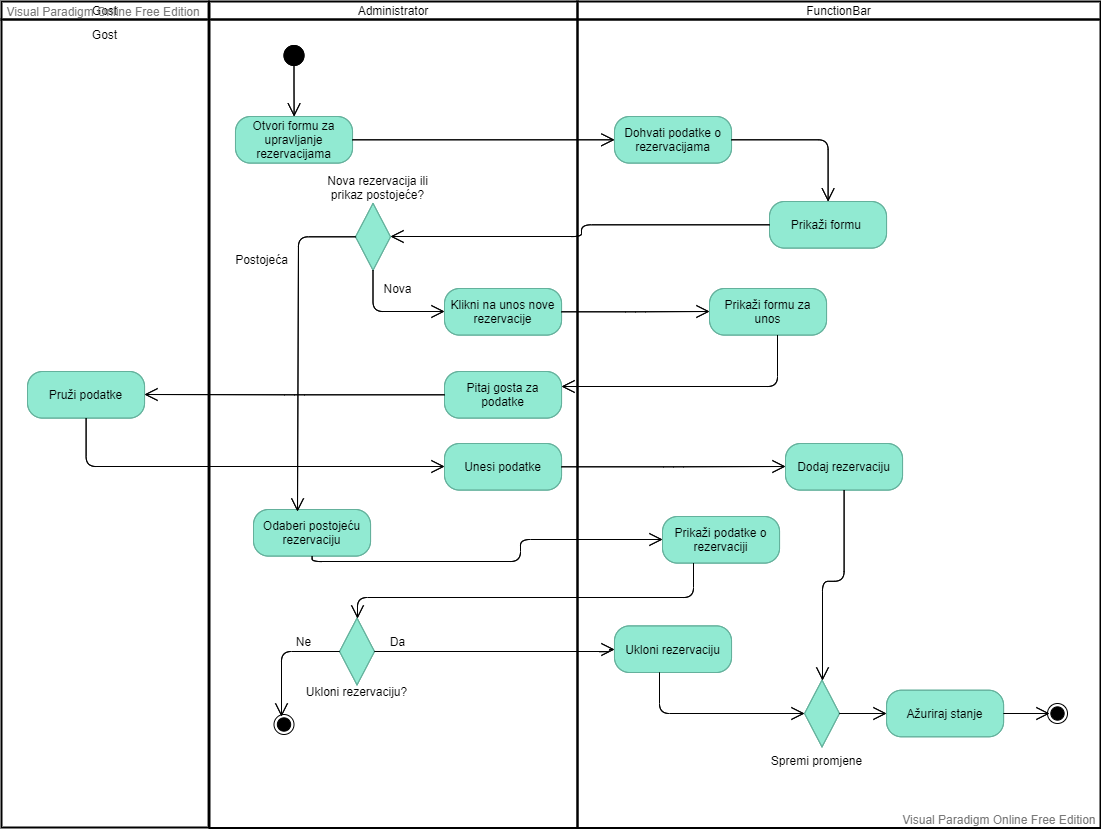 Visual Paradigm Online Free Edition
Gost
Administrator
FunctionBar
Gost
Otvori formu za
upravljanje
rezervacijama
Dohvati podatke o
rezervacijama
Nova rezervacija ili
prikaz postojeće?
Prikaži formu
Postojeća
Nova
Klikni na unos nove
rezervacije
Prikaži formu za
unos
Pruži podatke
Pitaj gosta za
podatke
Unesi podatke
Dodaj rezervaciju
Odaberi postojeću
rezervaciju
Prikaži podatke o
rezervaciji
Ne
Da
Ukloni rezervaciju?
Ukloni rezervaciju
Ažuriraj stanje
Spremi promjene
Visual Paradigm Online Free Edition